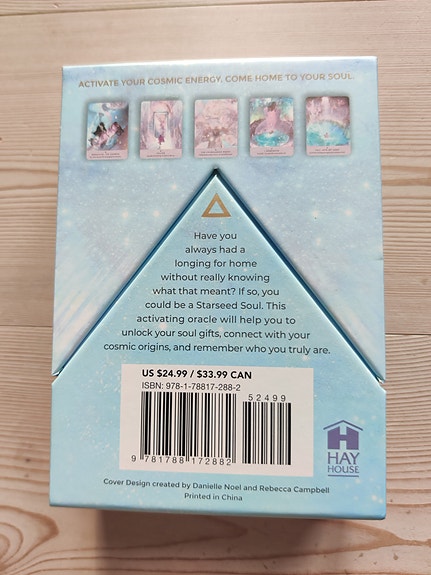 ACTIVATE YOUR COSMIC ENERGY. COME HOME TO YOUR SOUL.
Have you
always had a
longing for home
without really knowing
what that meant? If so, you
could be a Starseed Soul. This
activating oracle will help you to
unlock your soul gifts, connect with your
cosmic origins, and remember who you truly are.
US $24.99 / $33.99 CAN
ISBN: 978-1-78817-288-2
52499
9 781788 172882
HAY
HOUSE
Cover Design created by Danielle Noel and Rebecca Campbell
Printed in China